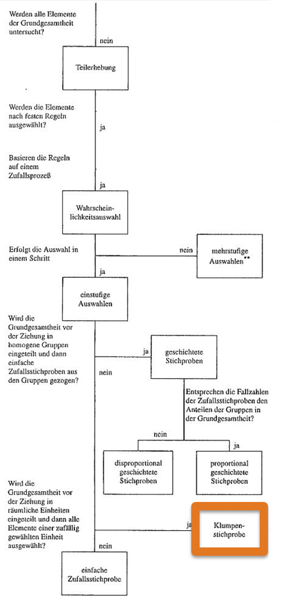 Werden alle Elemente
der Grundgesamtheit
untersucht?
nein
Teilerhebung
Werden die Elemente
nach festen Regeln
ausgewählt?
ja
Basieren die Regeln
auf einem
Zufallsprozeß
ja
Wahrschein-
lichkeitsauswahl
Erfolgt die Auswahl in
einem Schritt
nein
mehrstufige
Auswahlen**
ja
einstufige
Auswahlen
Wird die
Grundgesamtheit vor
der Ziehung in
homogene Gruppen
eingeteilt und dann
einfache
Zufallsstichproben aus
den Gruppen gezogen?
ja
geschichtete
Stichproben
nein
Entsprechen die Fallzahlen
der Zufallsstichproben den
Anteilen der Gruppen in
der Grundgesamtheit?
nein
ja
disproportional
geschichtete
Stichproben
proportional
geschichtete
Stichproben
Wird die
Grundgesamtheit vor
der Ziehung in
räumliche Einheiten
eingeteilt und dann alle
Elemente einer zufällig
gewählten Einheit
ausgewählt?
ja
Klumpen-
stichprobe
nein
einfache
Zufallsstichprobe